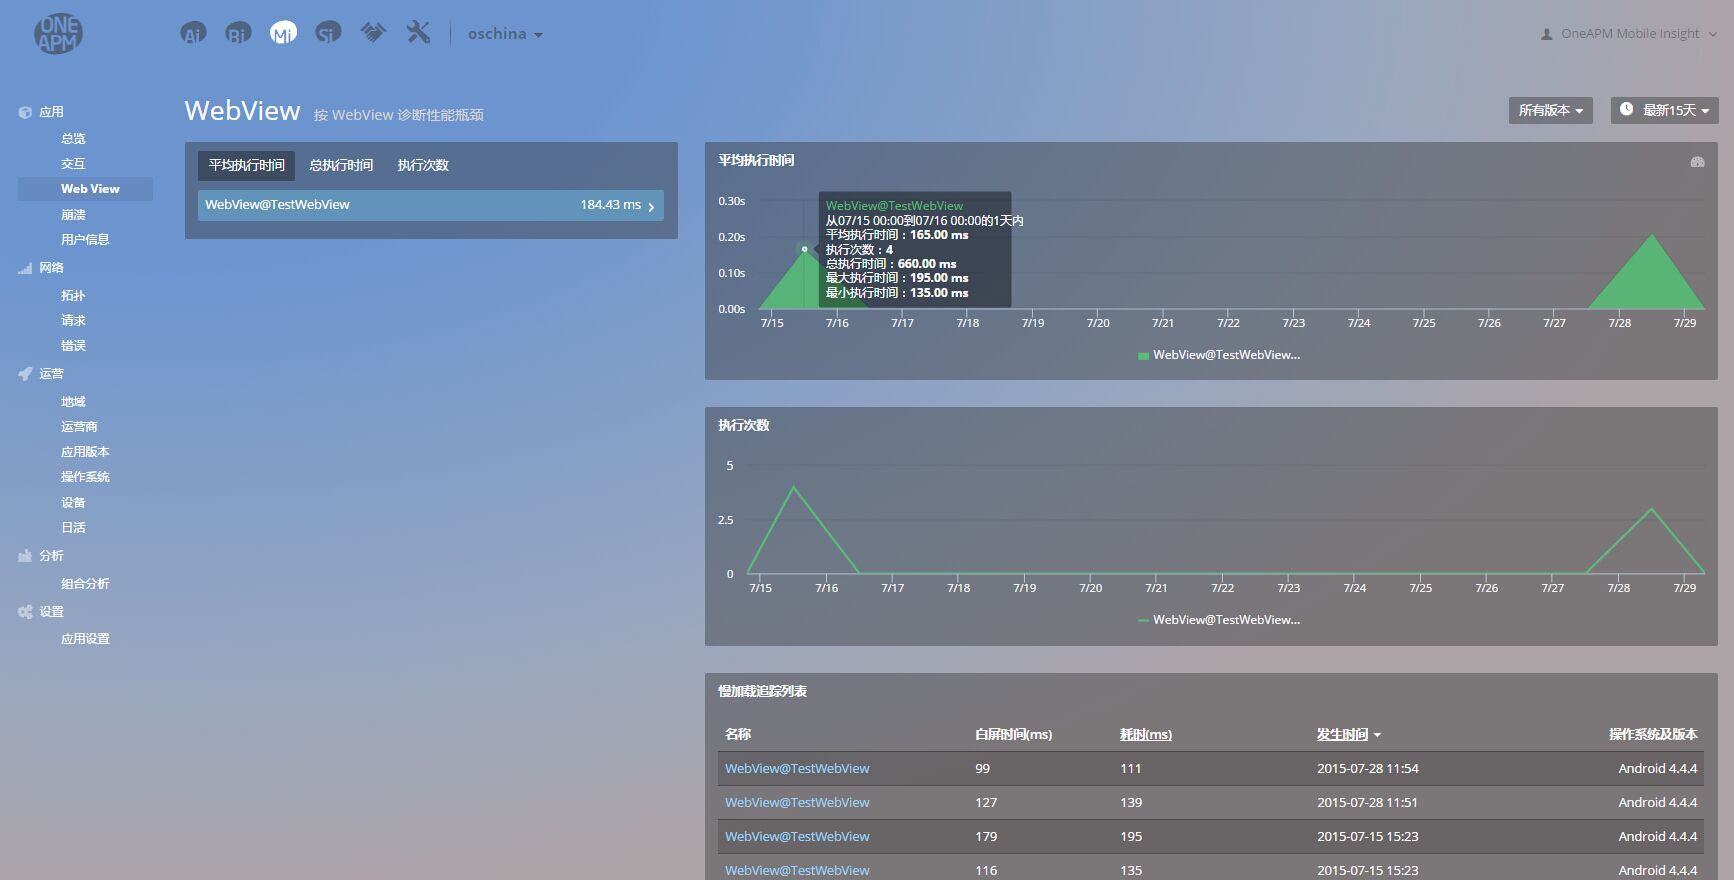 ONE
APM
Ai
Bi
Mi
Si
oschina
OneAPM Mobile Insight
应用
总览
交互
Web View
崩溃
用户信息
网络
拓扑
请求
错误
运营
地域
运营商
应用版本
操作系统
设备
日活
分析
组合分析
设置
应用设置
WebView 按 WebView 诊断性能瓶颈
所有版本
最新15天
平均执行时间 总执行时间 执行次数
WebView@TestWebView 184.43 ms
平均执行时间
0.30s
0.20s
0.10s
0.00s
WebView@TestWebView
从07/15 00:00到07/16 00:00的1天内
平均执行时间：165.00 ms
执行次数：4
总执行时间：660.00 ms
最大执行时间：195.00 ms
最小执行时间：135.00 ms
7/15 7/16 7/17 7/18 7/19 7/20 7/21 7/22 7/23 7/24 7/25 7/26 7/27 7/28 7/29
WebView@TestWebView...
执行次数
5
2.5
0
7/15 7/16 7/17 7/18 7/19 7/20 7/21 7/22 7/23 7/24 7/25 7/26 7/27 7/28 7/29
WebView@TestWebView...
慢加载追踪列表
名称 白屏时间(ms) 耗时(ms) 发生时间 操作系统及版本
WebView@TestWebView 99 111 2015-07-28 11:54 Android 4.4.4
WebView@TestWebView 127 139 2015-07-28 11:51 Android 4.4.4
WebView@TestWebView 179 195 2015-07-15 15:23 Android 4.4.4
WebView@TestWebView 116 135 2015-07-15 15:23 Android 4.4.4